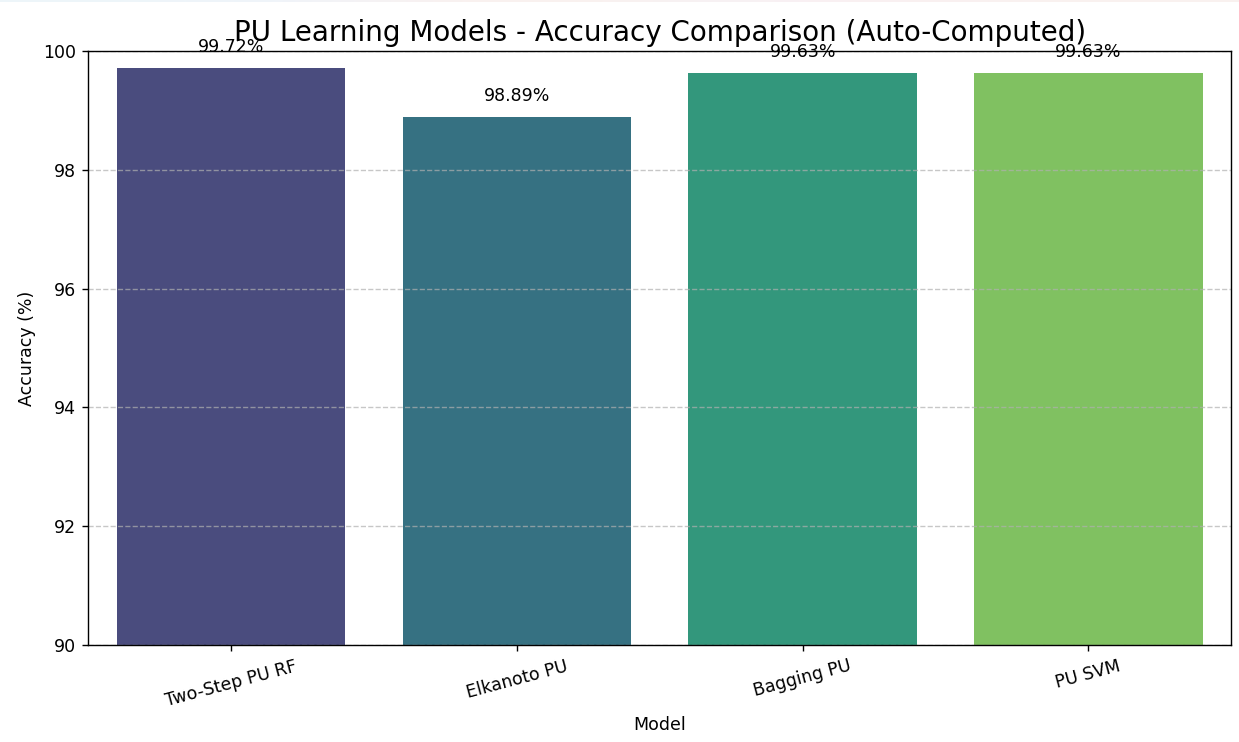 PU Learning Models - Accuracy Comparison (Auto-Computed)
99.72%
98.89%
99.63%
99.63%
100
98
96
94
92
90
Accuracy (%)
Two-Step PU RF
Elkanoto PU
Bagging PU
PU SVM
Model